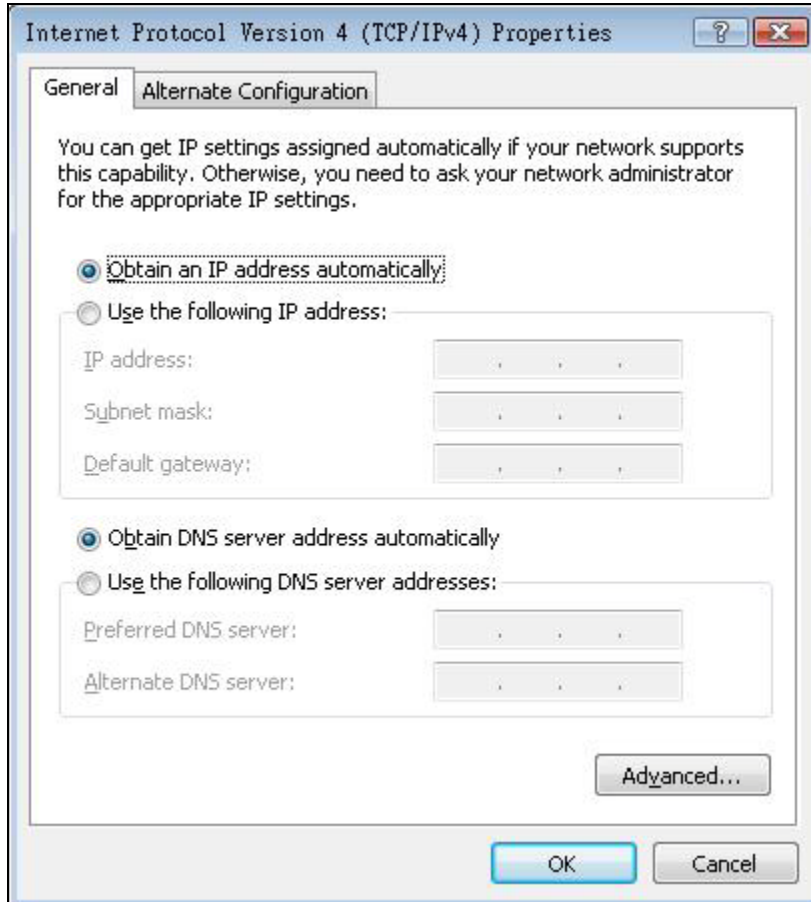 Internet Protocol Version 4 (TCP/IPv4) Properties
General
Alternate Configuration
You can get IP settings assigned automatically if your network supports
this capability. Otherwise, you need to ask your network administrator
for the appropriate IP settings.
Obtain an IP address automatically
Use the following IP address:
IP address:
Subnet mask:
Default gateway:
Obtain DNS server address automatically
Use the following DNS server addresses:
Preferred DNS server:
Alternate DNS server:
Advanced...
OK
Cancel